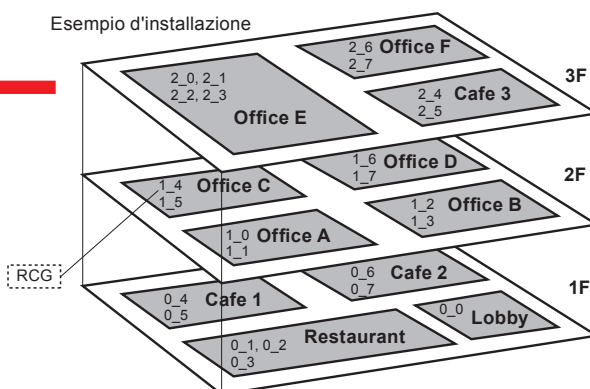 Esempio d'installazione
2_6 Office F
2_7
3F
2_0, 2_1
2_2, 2_3
Office E
2_4 Cafe 3
2_5
1_6 Office D
1_7
2F
1_4 Office C
1_5
1_2 Office B
1_3
1_0 Office A
1_1
RCG
0_6 Cafe 2
0_7
1F
0_4 Cafe 1
0_5
0_0 Lobby
Restaurant
0_1, 0_2
0_3